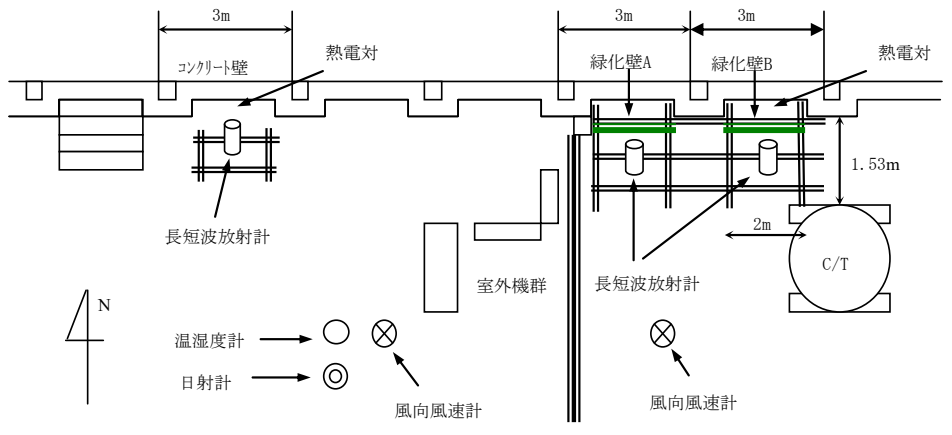 3m
3m
3m
コンクリート壁
熱電対
緑化壁A
緑化壁B
熱電対
1.53m
2m
長短波放射計
室外機群
長短波放射計
C/T
N
温湿度計
日射計
風向風速計
風向風速計